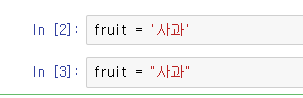 In [2]: fruit = '사과'
In [3]: fruit = "사과"